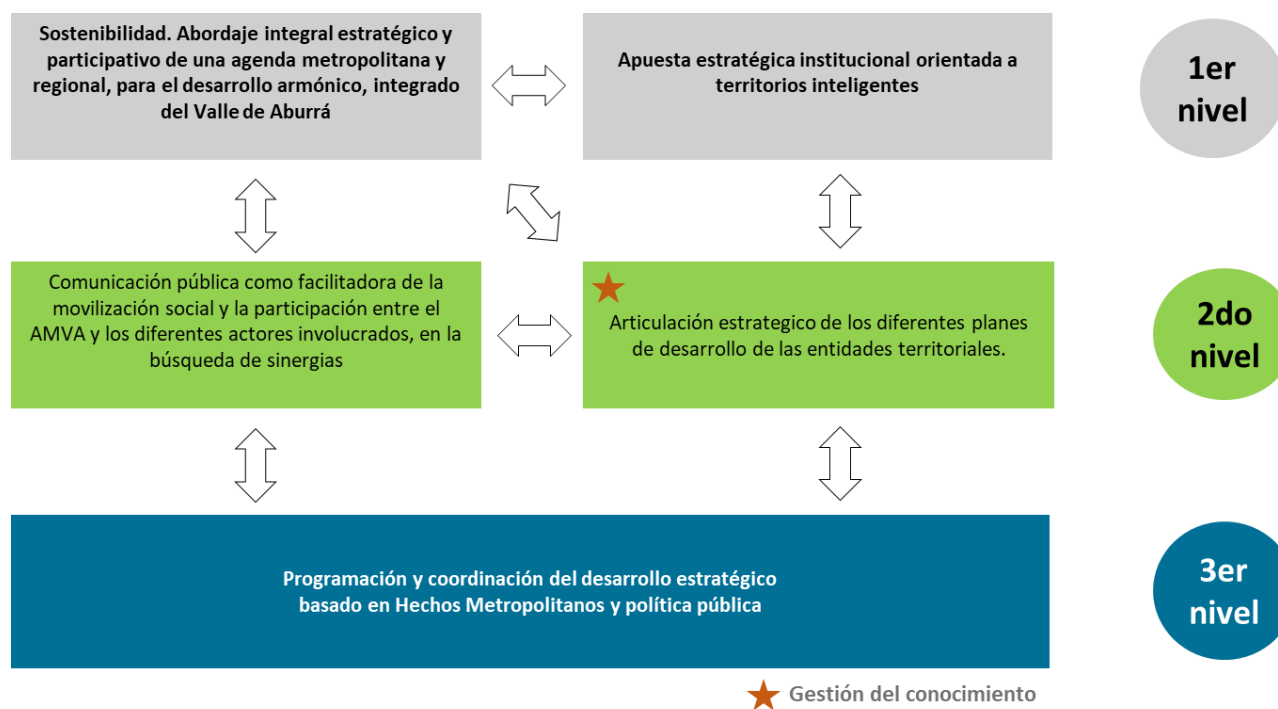 Sostenibilidad. Abordaje integral estratégico y
participativo de una agenda metropolitana y
regional, para el desarrollo armónico, integrado
del Valle de Aburrá
Apuesta estratégica institucional orientada a
territorios inteligentes
1er
nivel
Comunicación pública como facilitadora de la
movilización social y la participación entre el
AMVA y los diferentes actores involucrados, en la
búsqueda de sinergias
Articulación estrategico de los diferentes planes
de desarrollo de las entidades territoriales.
2do
nivel
Programación y coordinación del desarrollo estratégico
basado en Hechos Metropolitanos y política pública
3er
nivel
Gestión del conocimiento